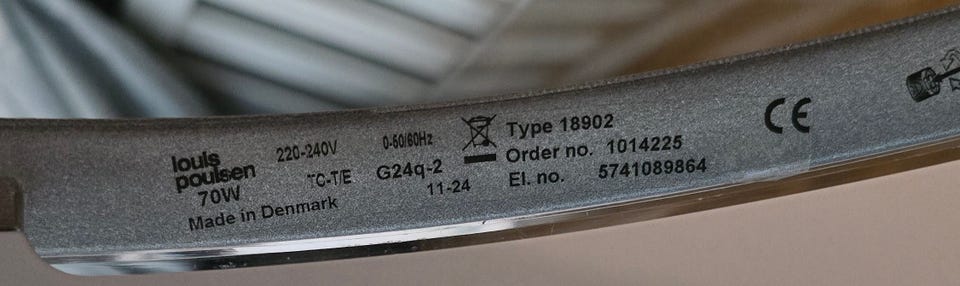 louis
poulsen
70W
Made in Denmark
220-240V
0-50/60Hz
TC-T/E
G24q-2
11-24
Type 18902
Order no. 1014225
El. no. 5741089864
CE